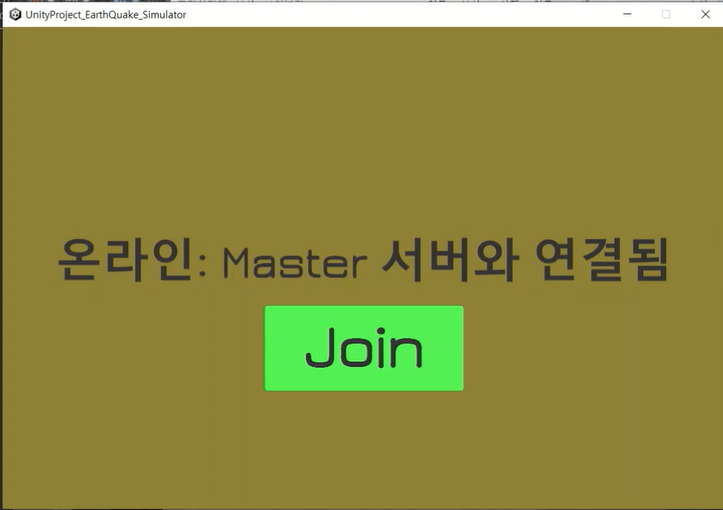 UnityProject_EarthQuake_Simulator
온라인: Master 서버와 연결됨
Join